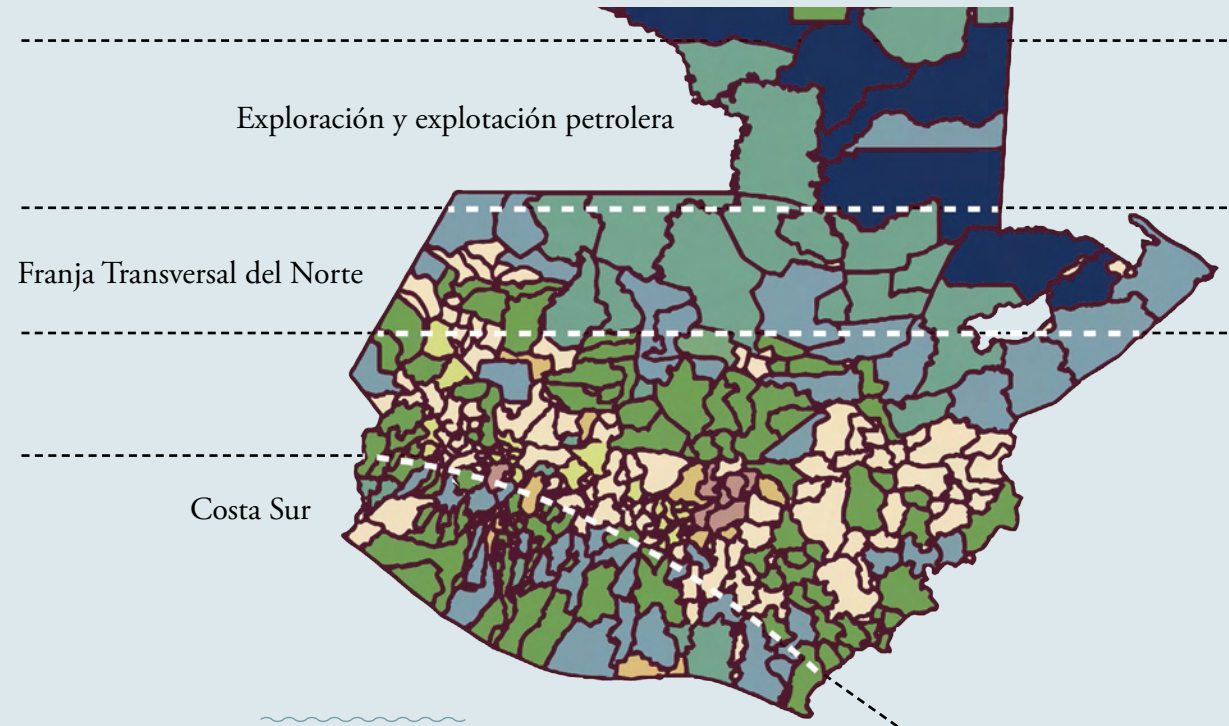 Exploración y explotación petrolera
Franja Transversal del Norte
Costa Sur